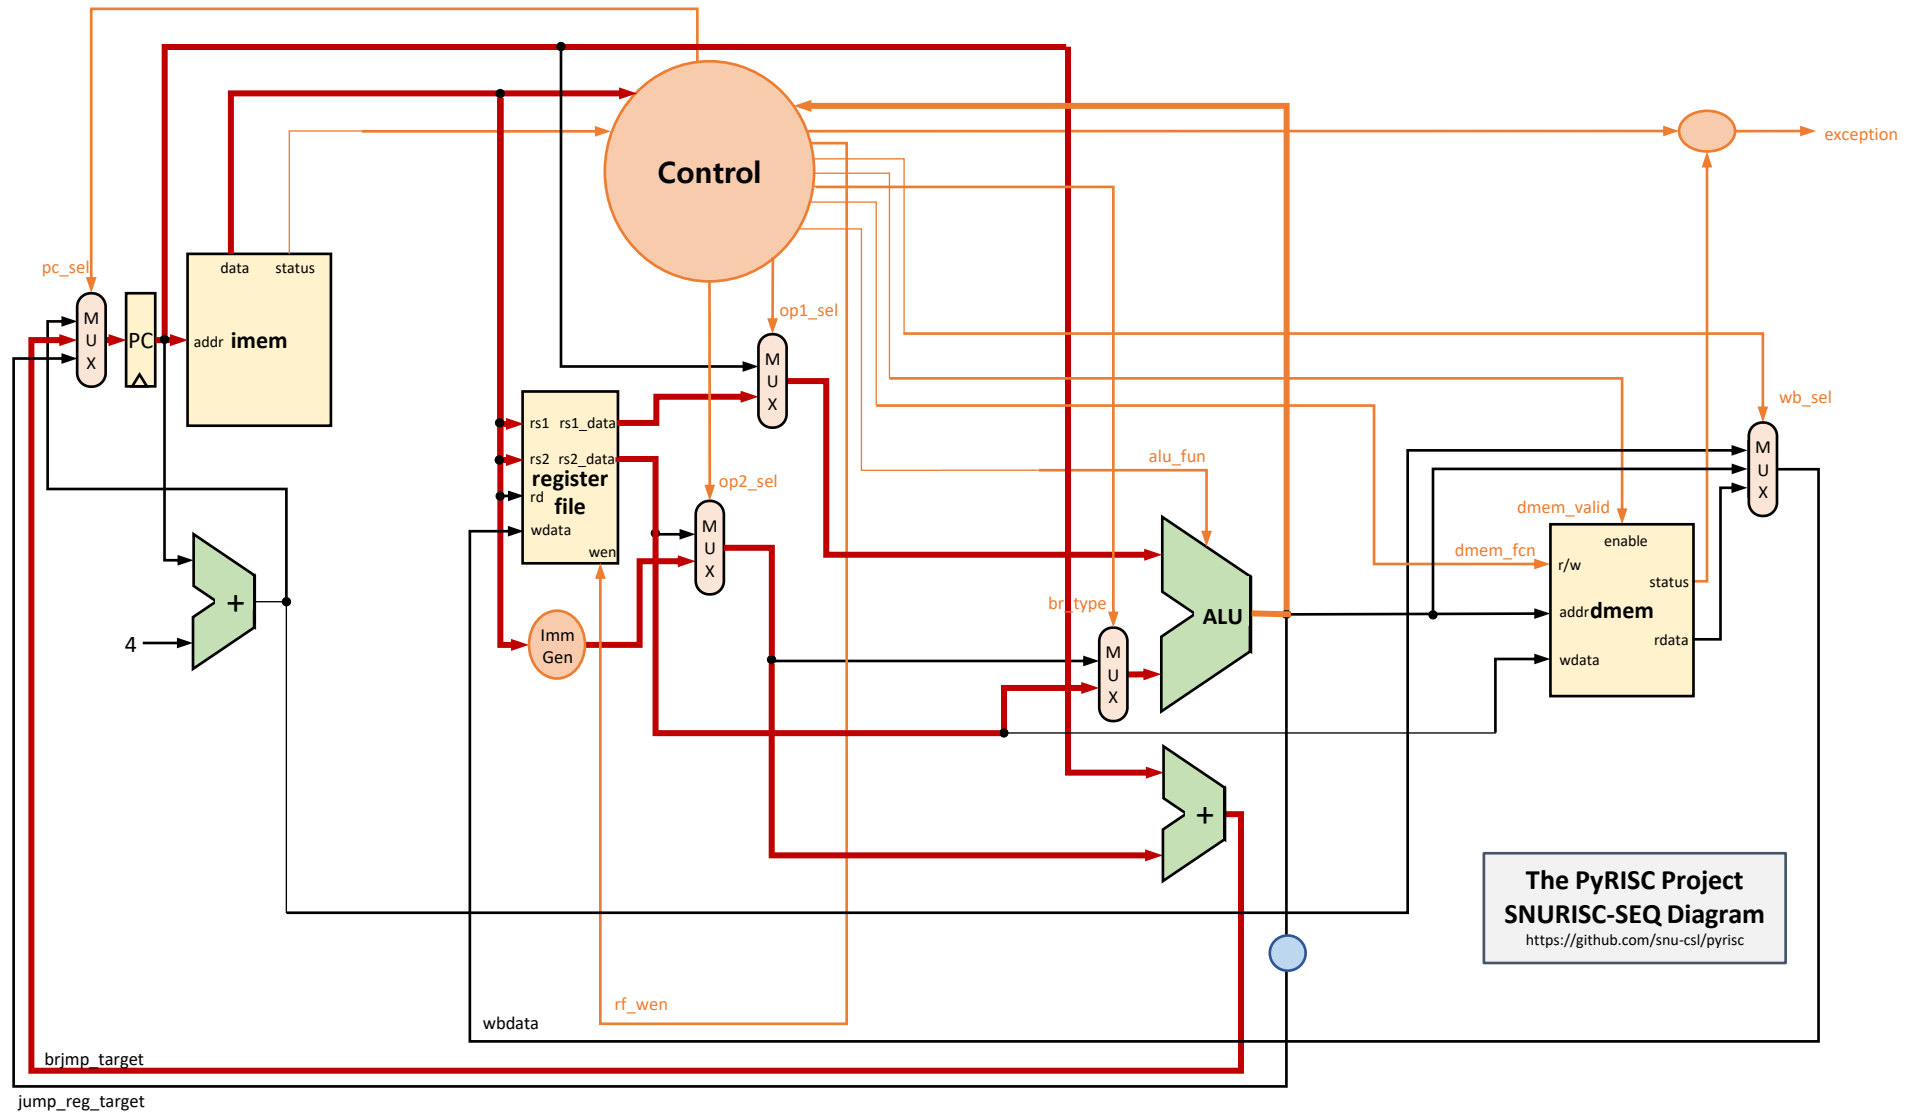 exception
Control
pc_sel
data
status
op1_sel
M
U
X
PC
addr
imem
M
U
X
wb_sel
rs1
rs1_data
rs2
rs2_data
register
file
rd
wdata
wen
op2_sel
M
U
X
alu_fun
M
U
X
dmem_valid
enable
dmem_fcn
r/w
status
addr
dmem
rdata
wdata
br_type
M
U
X
ALU
+
4
Imm
Gen
+
The PyRISC Project
SNURISC-SEQ Diagram
https://github.com/snu-csl/pyrisc
rf_wen
wbdata
brjmp_target
jump_reg_target